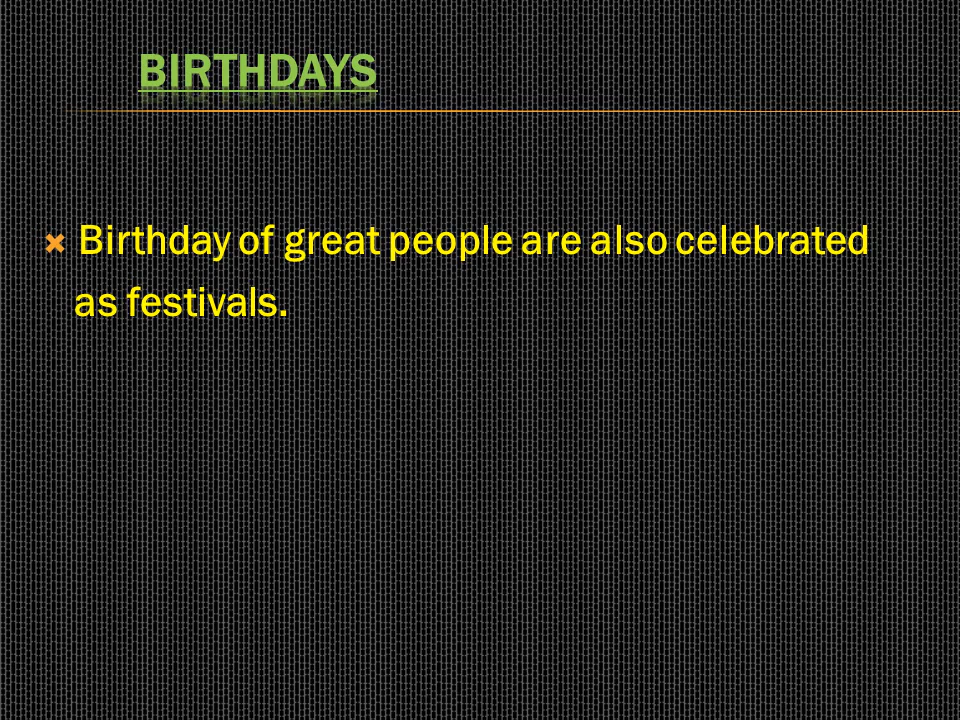 BIRTHDAYS
Birthday of great people are also celebrated
as festivals.